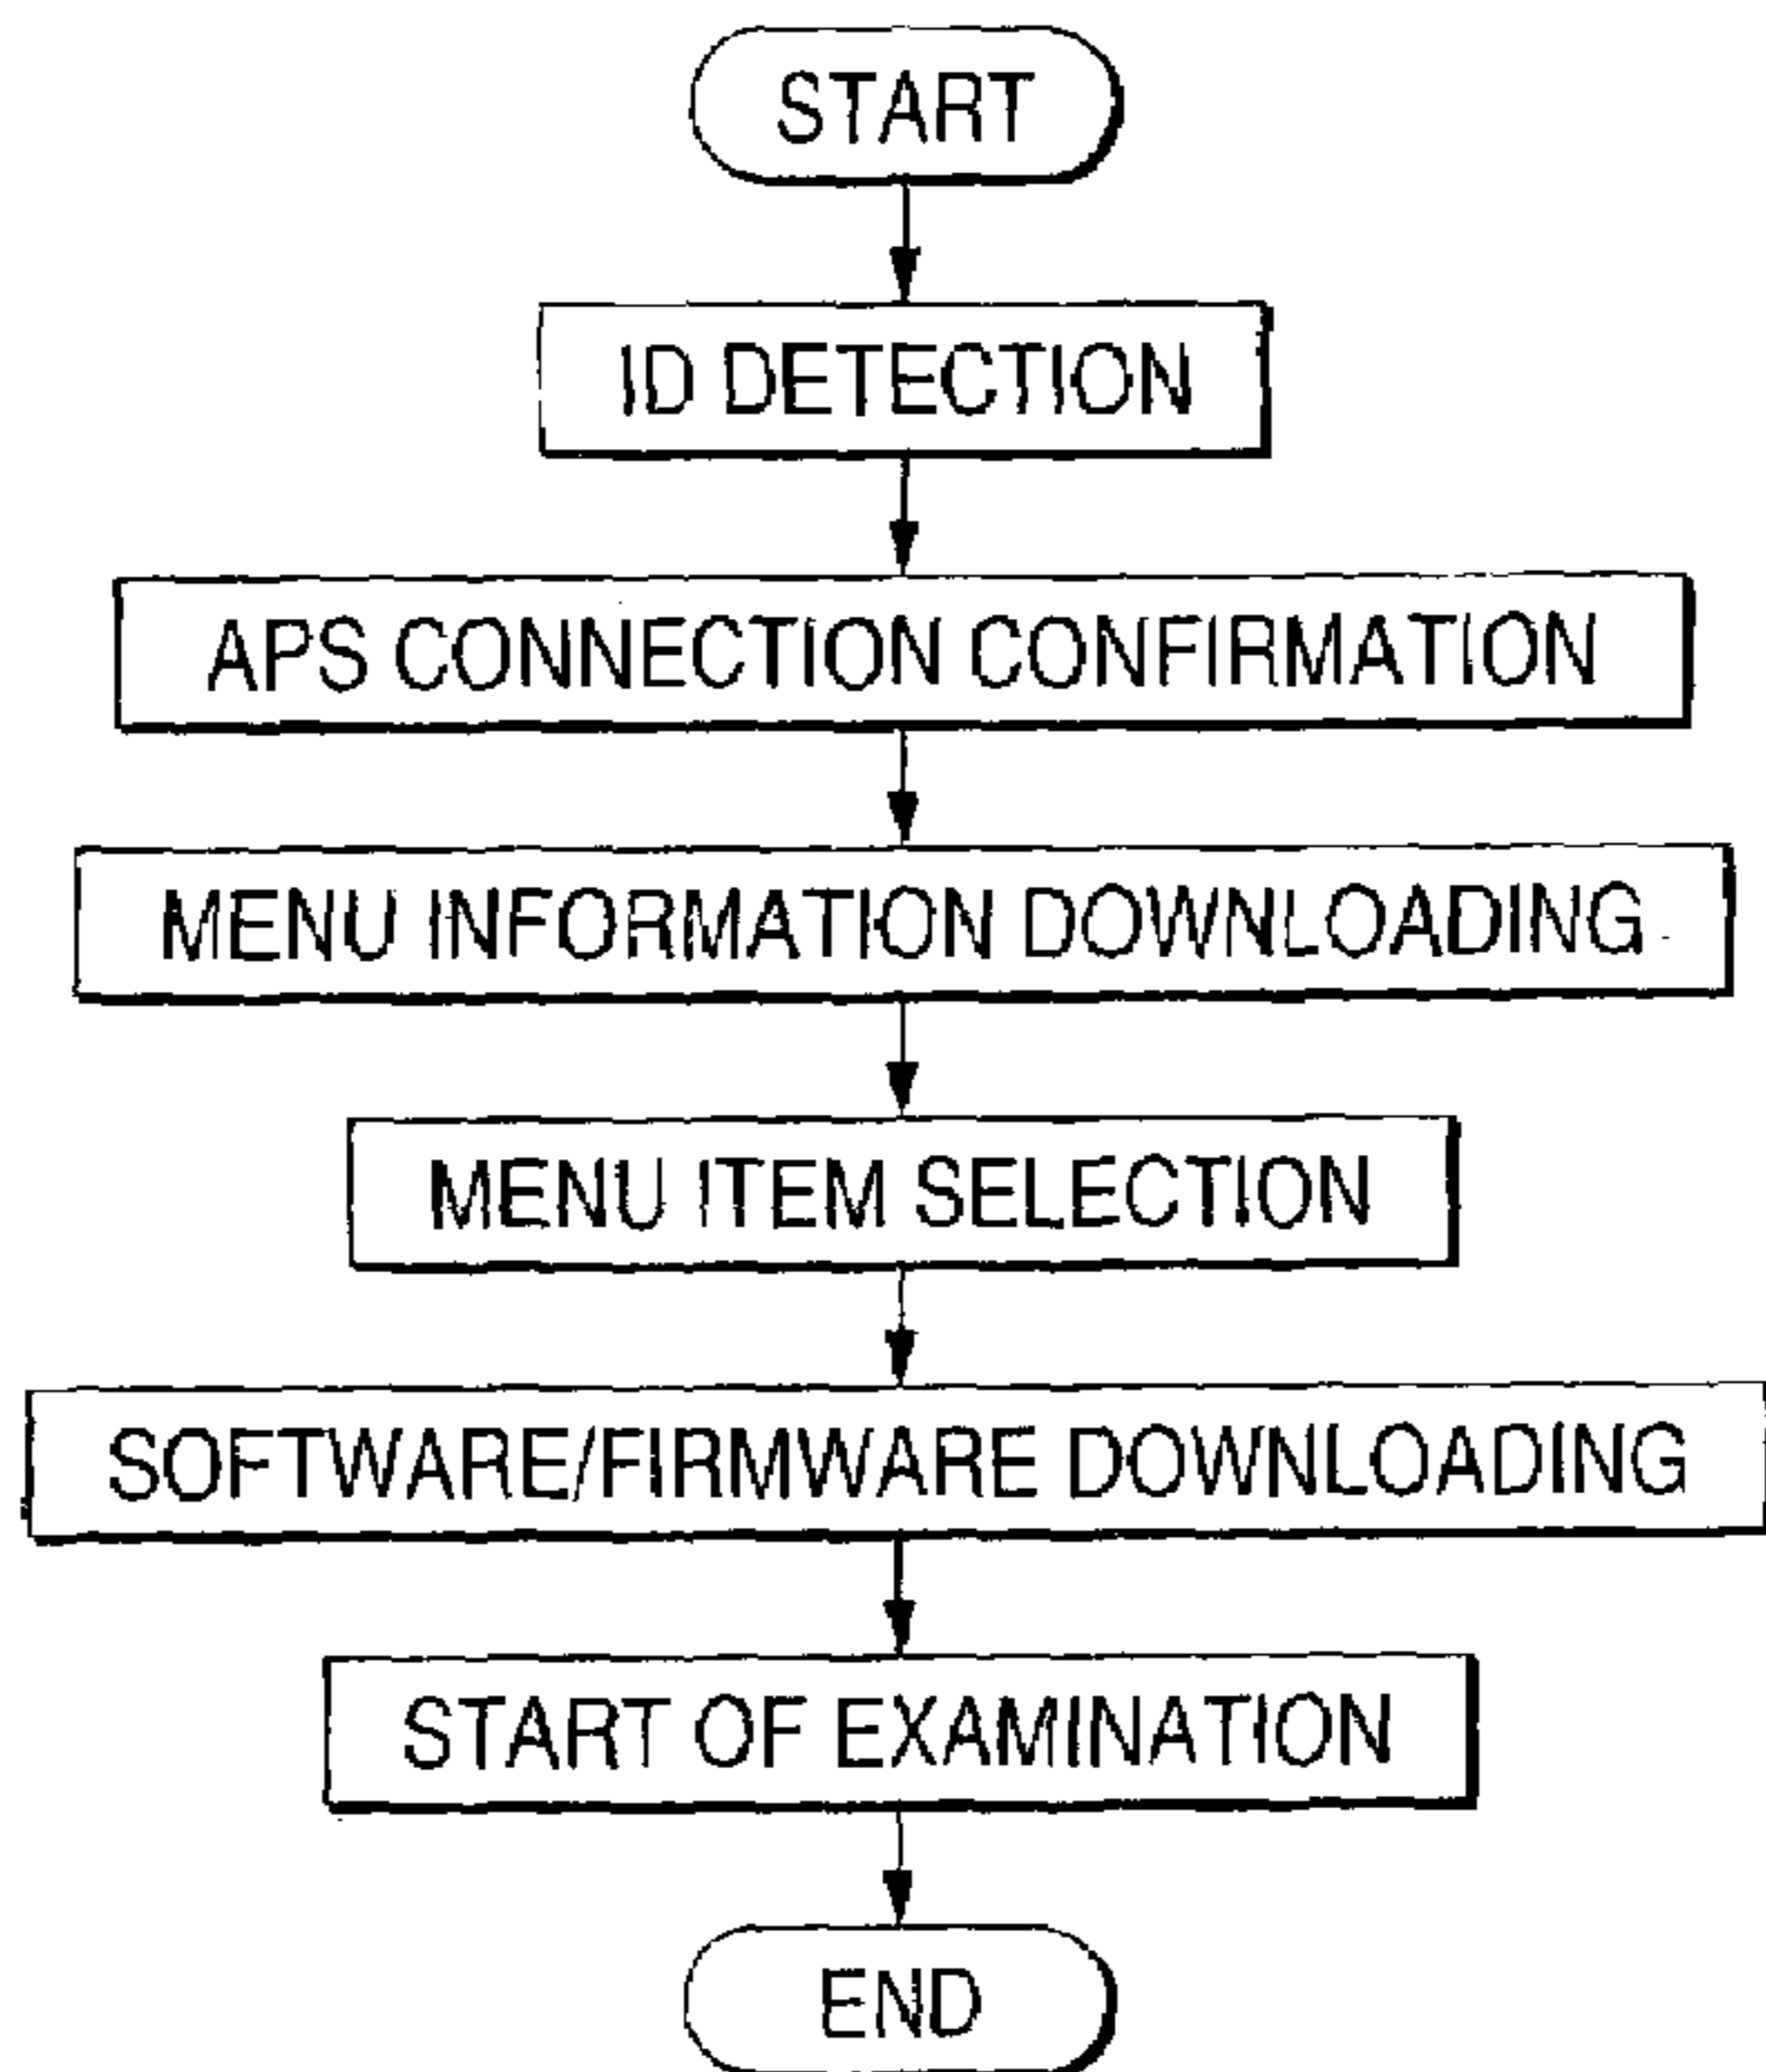 START
ID DETECTION
APS CONNECTION CONFIRMATION
MENU INFORMATION DOWNLOADING
MENU ITEM SELECTION
SOFTWARE/FIRMWARE DOWNLOADING
START OF EXAMINATION
END